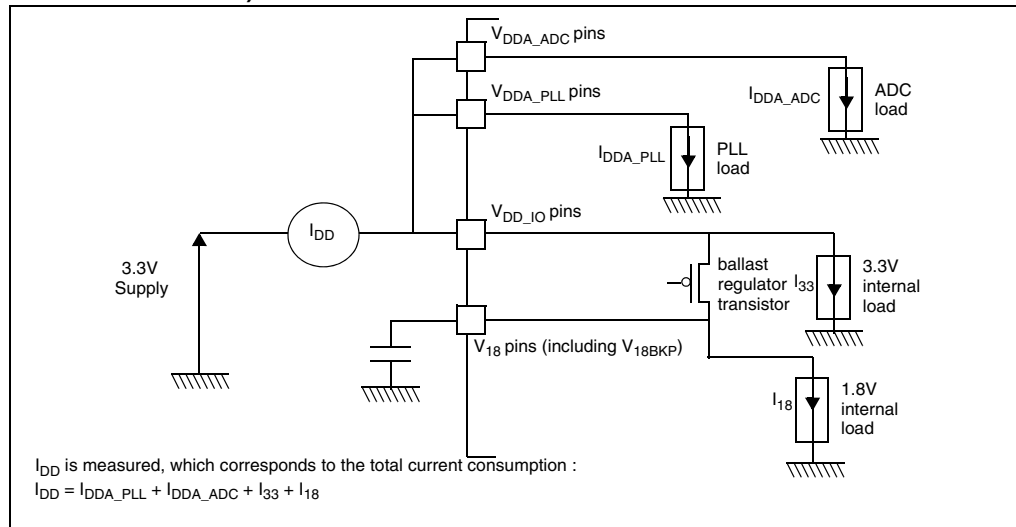 V_DDA_ADC pins
I_DDA_ADC
ADC
load
V_DDA_PLL pins
I_DDA_PLL
PLL
load
V_DD_IO pins
I_DD
3.3V
Supply
ballast
regulator
transistor
I_33
3.3V
internal
load
V_18 pins (including V_18BKP)
I_18
1.8V
internal
load
I_DD is measured, which corresponds to the total current consumption :
I_DD = I_DDA_PLL + I_DDA_ADC + I_33 + I_18